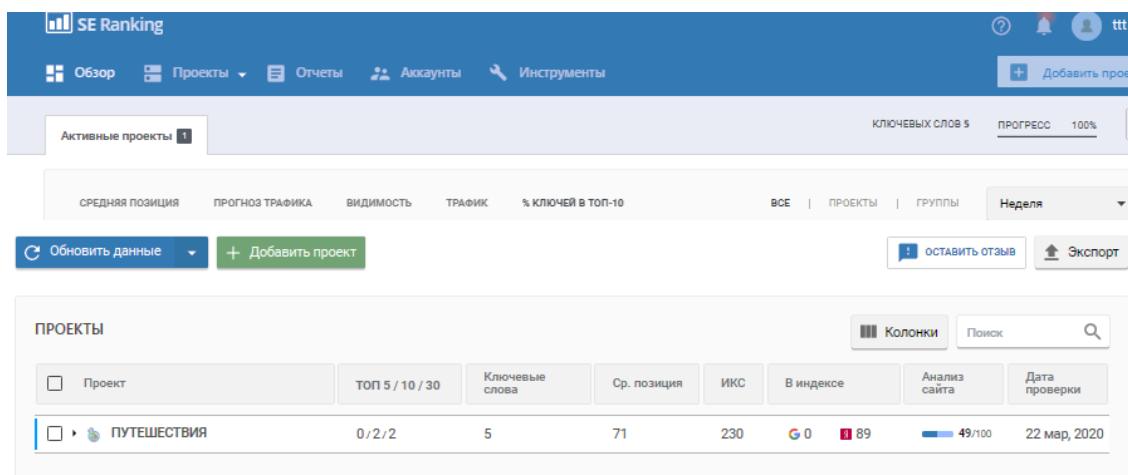 SE Ranking
ttt
Обзор Проекты Отчеты Аккаунты Инструменты
Добавить прое
Активные проекты 1
КЛЮЧЕВЫХ СЛОВ 5 ПРОГРЕСС 100%
СРЕДНЯЯ ПОЗИЦИЯ ПРОГНОЗ ТРАФИКА ВИДИМОСТЬ ТРАФИК % КЛЮЧЕЙ В ТОП-10 ВСЕ | ПРОЕКТЫ | ГРУППЫ Неделя
Обновить данные + Добавить проект ОСТАВИТЬ ОТЗЫВ Экспорт
ПРОЕКТЫ Колонки Поиск
Проект ТОП 5 / 10 / 30 Ключевые слова Ср. позиция ИКС В индексе Анализ сайта Дата проверки
ПУТЕШЕСТВИЯ 0/2/2 5 71 230 G 0 Я 89 49/100 22 мар, 2020